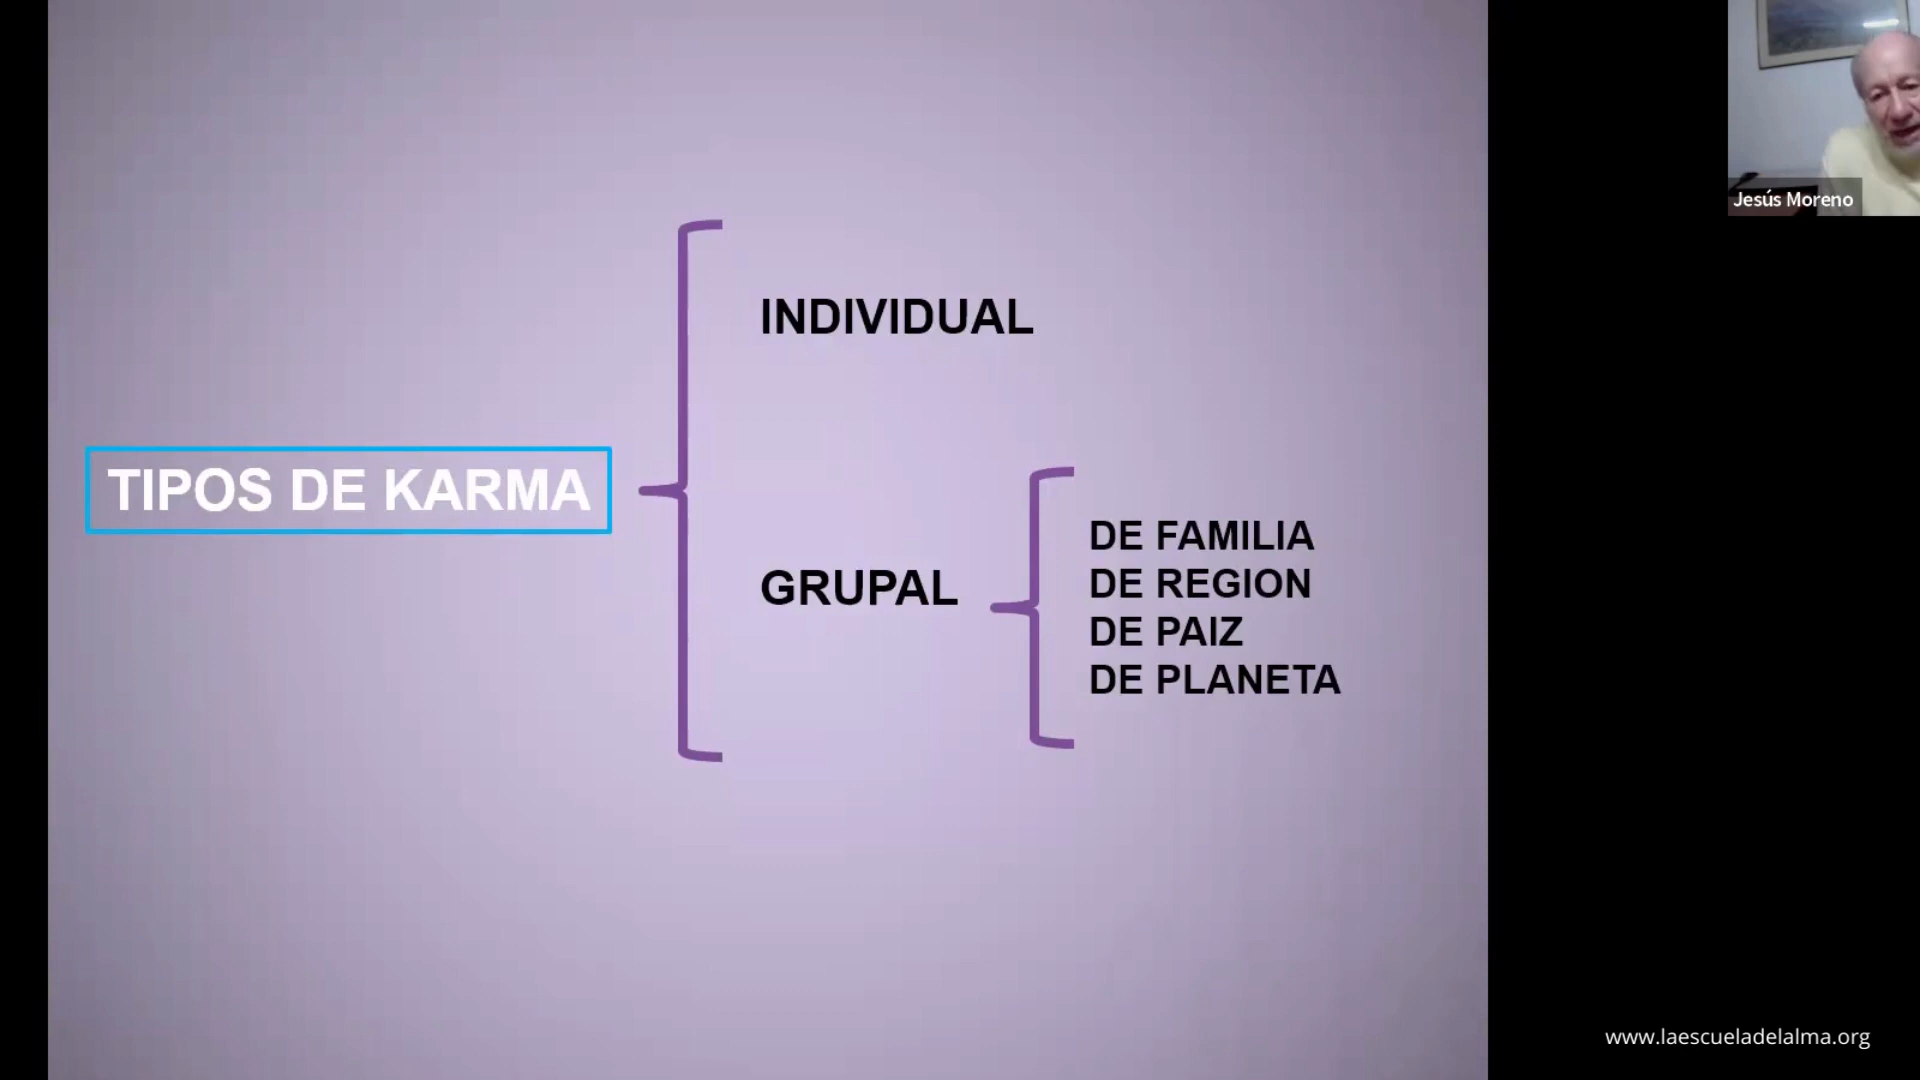 Jesús Moreno
INDIVIDUAL
TIPOS DE KARMA
GRUPAL
DE FAMILIA
DE REGION
DE PAIZ
DE PLANETA
www.laescueladelalma.org